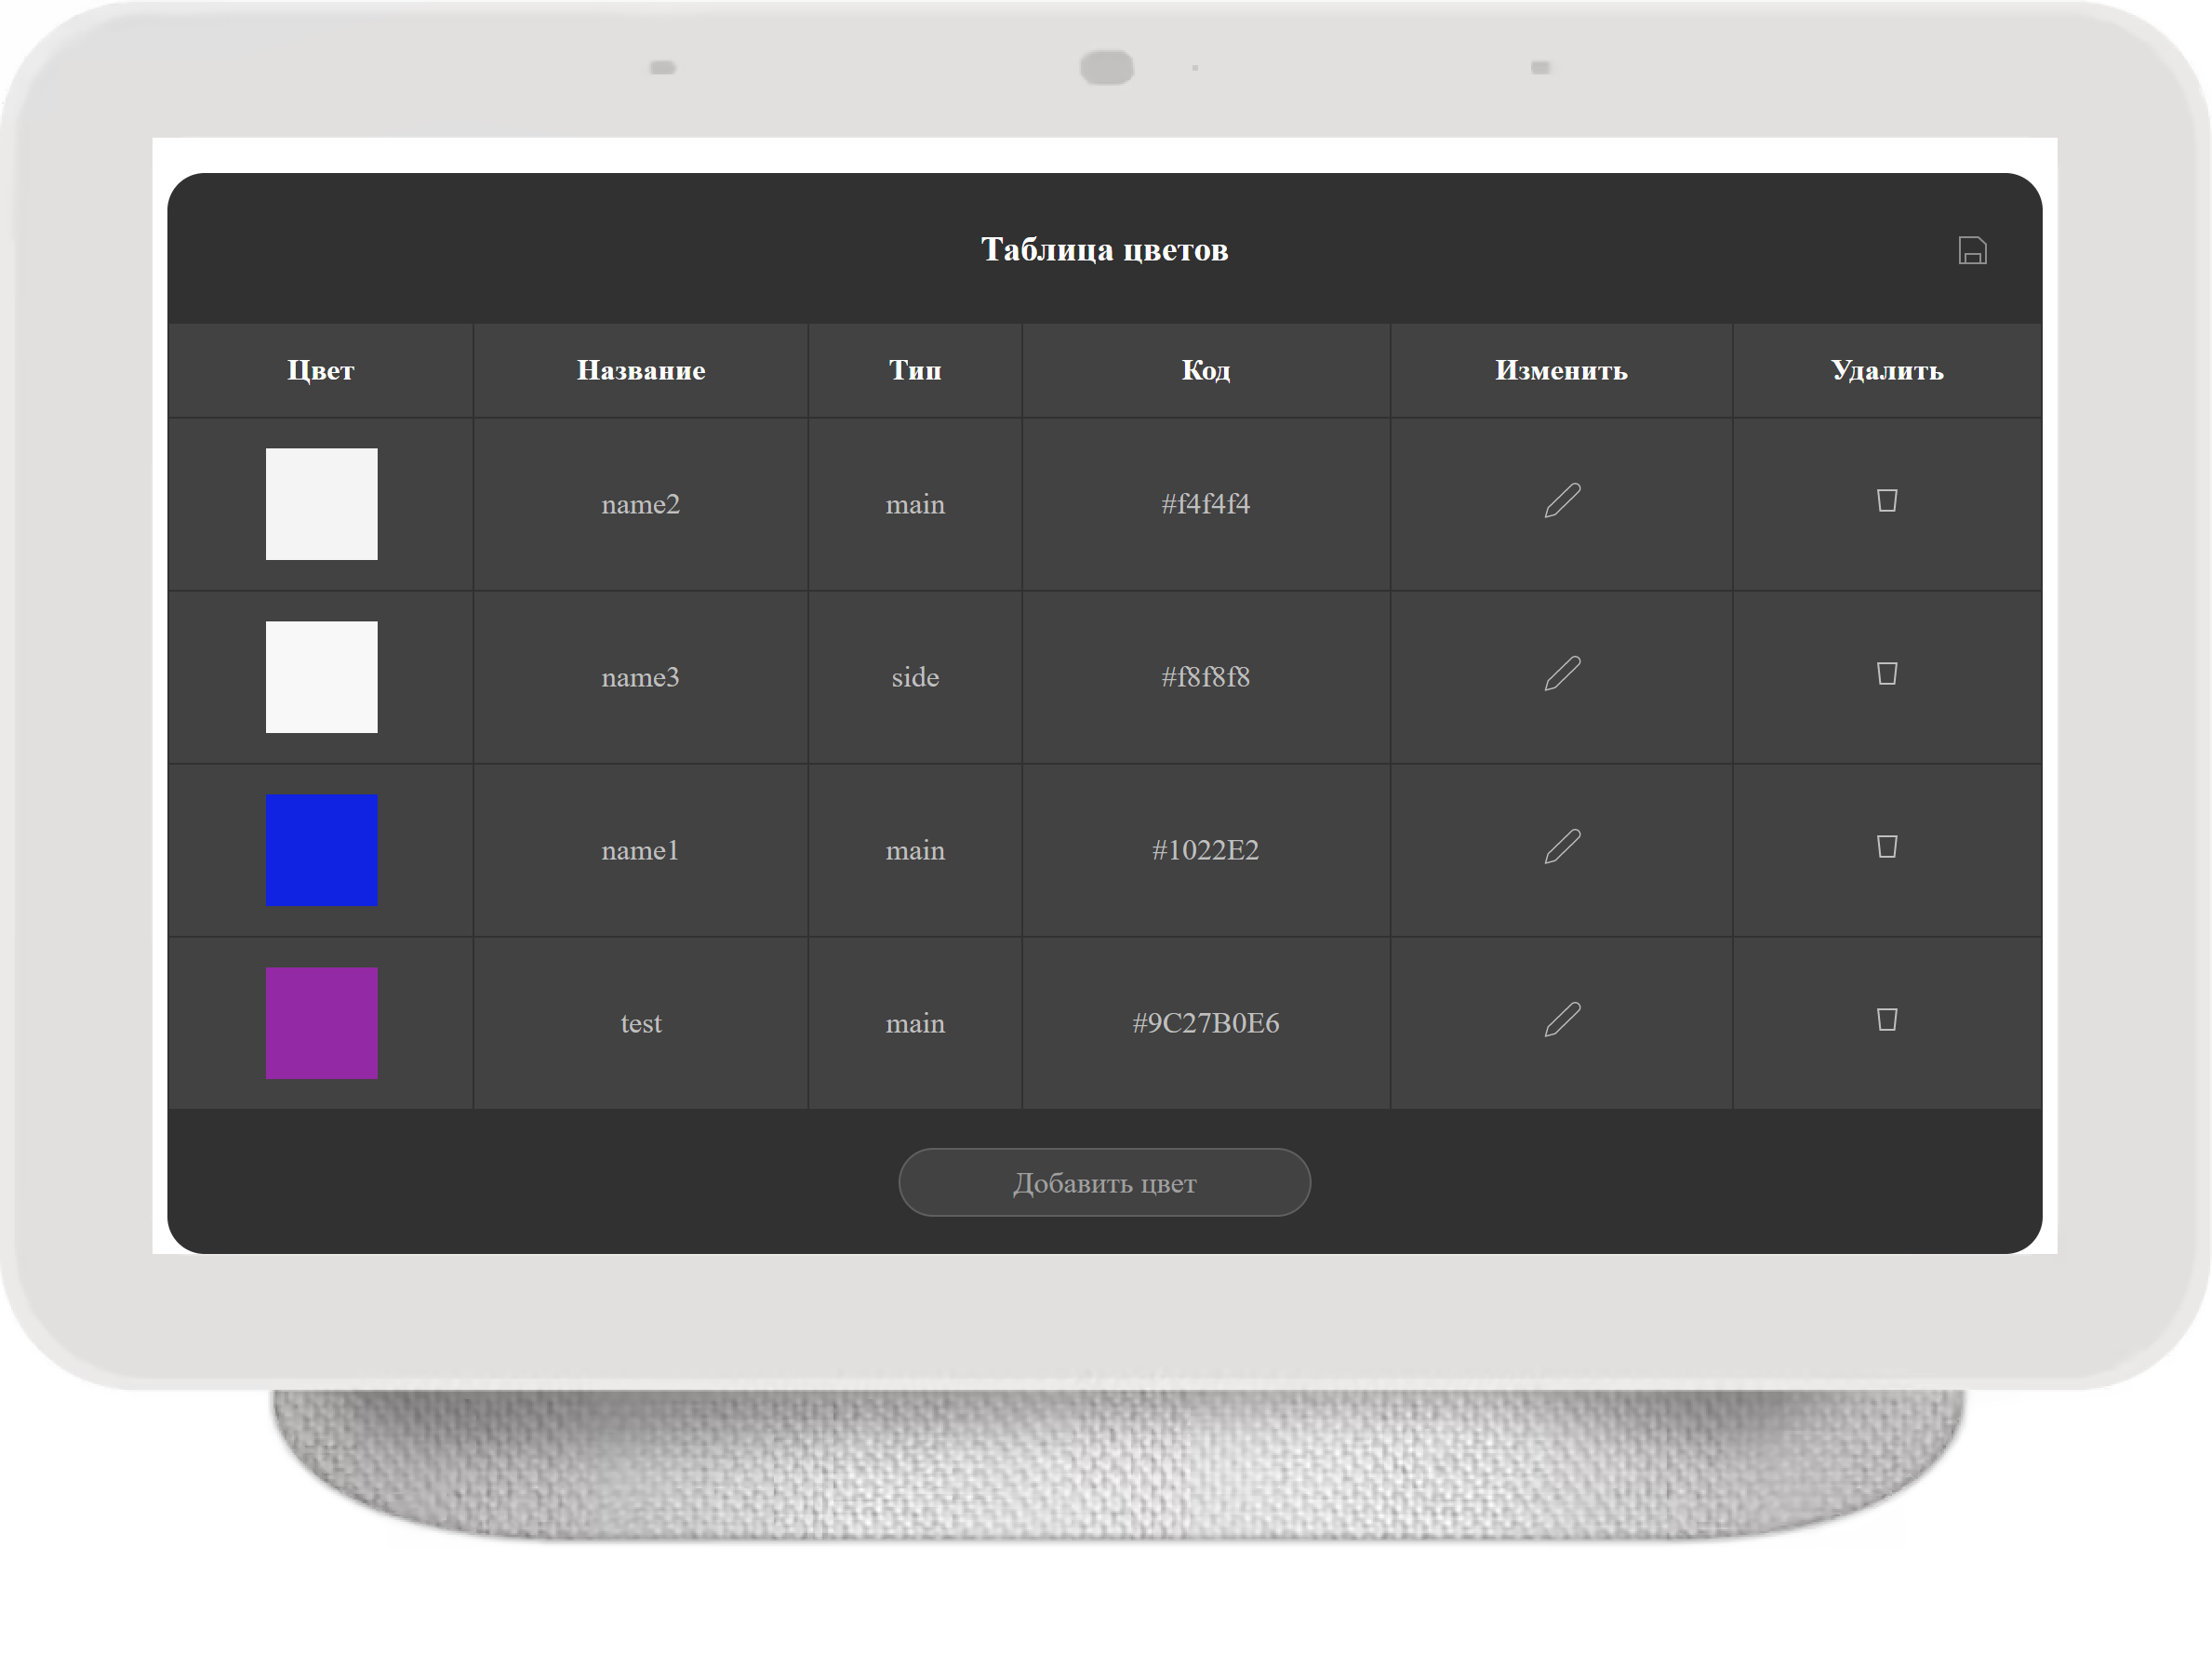 Таблица цветов
Цвет Название Тип Код Изменить Удалить
name2 main #f4f4f4
name3 side #f8f8f8
name1 main #1022E2
test main #9C27B0E6
Добавить цвет